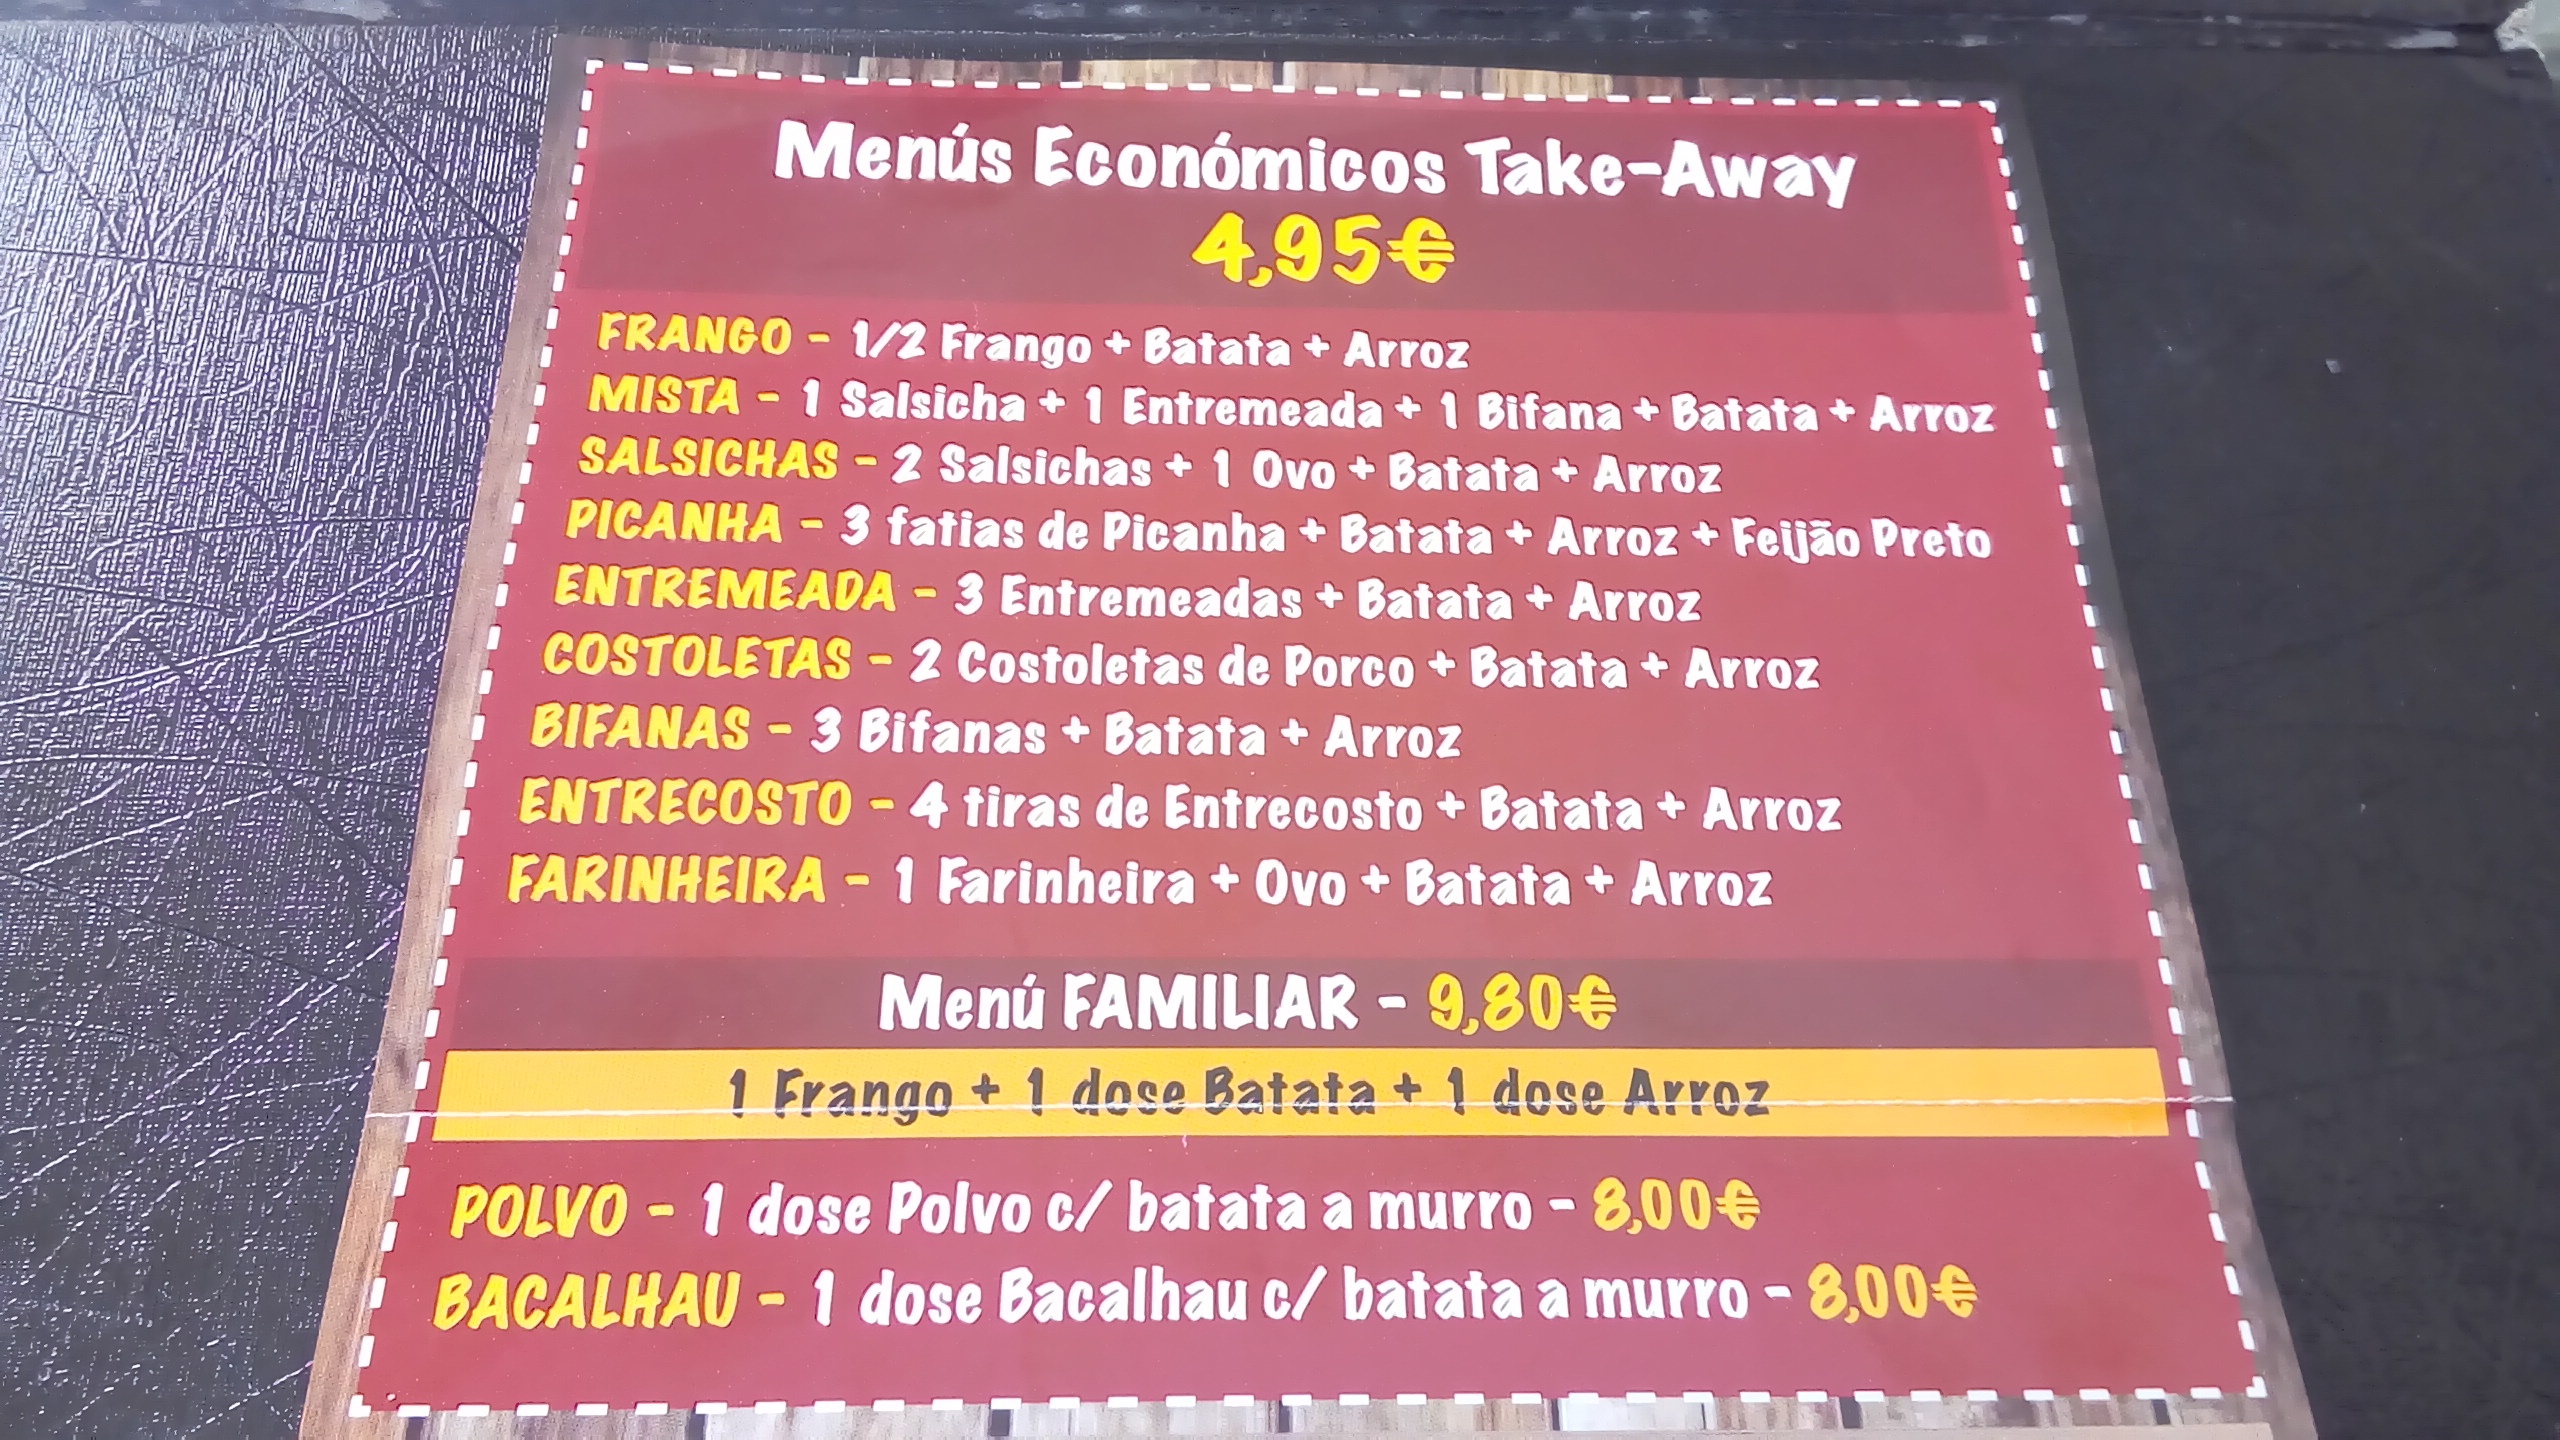 Menús Económicos Take-Away
4,95€
FRANGO - 1/2 Frango + Batata + Arroz
MISTA - 1 Salsicha + 1 Entremeada + 1 Bifana + Batata + Arroz
SALSICHAS - 2 Salsichas + 1 Ovo + Batata + Arroz
PICANHA - 3 fatias de Picanha + Batata + Arroz + Feijão Preto
ENTREMEADA - 3 Entremeadas + Batata + Arroz
COSTOLETAS - 2 Costoletas de Porco + Batata + Arroz
BIFANAS - 3 Bifanas + Batata + Arroz
ENTRECOSTO - 4 tiras de Entrecosto + Batata + Arroz
FARINHEIRA - 1 Farinheira + Ovo + Batata + Arroz
Menú FAMILIAR - 9,80€
1 Frango + 1 dose Batata + 1 dose Arroz
POLVO - 1 dose Polvo c/ batata a murro - 8,00€
BACALHAU - 1 dose Bacalhau c/ batata a murro - 8,00€